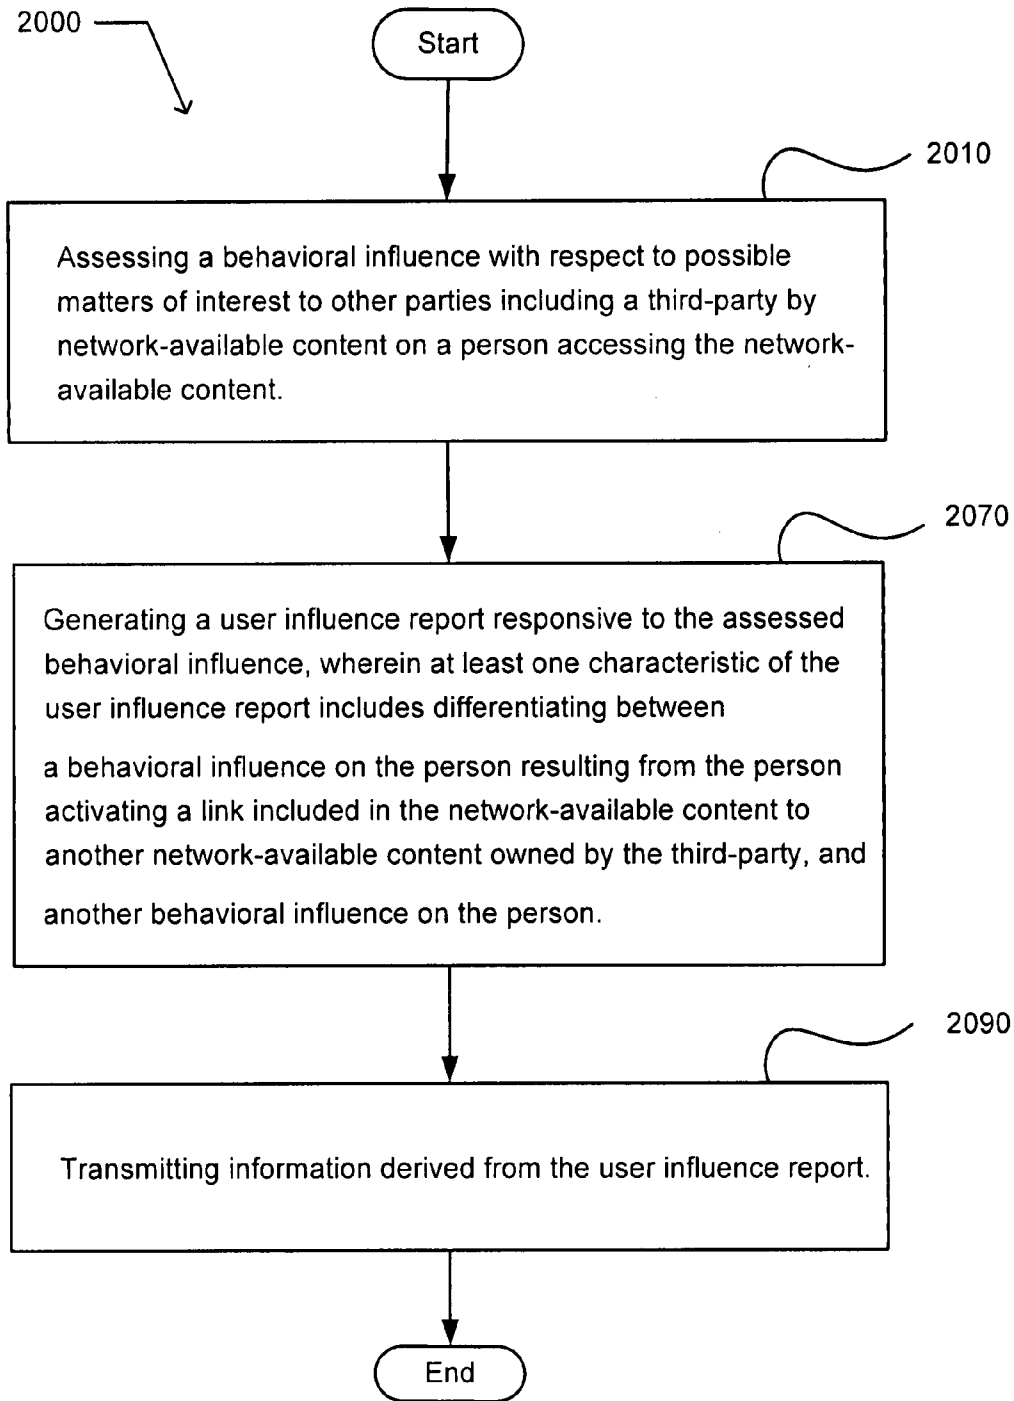 2000
Start
2010
Assessing a behavioral influence with respect to possible
matters of interest to other parties including a third-party by
network-available content on a person accessing the network-
available content.
2070
Generating a user influence report responsive to the assessed
behavioral influence, wherein at least one characteristic of the
user influence report includes differentiating between
a behavioral influence on the person resulting from the person
activating a link included in the network-available content to
another network-available content owned by the third-party, and
another behavioral influence on the person.
2090
Transmitting information derived from the user influence report.
End